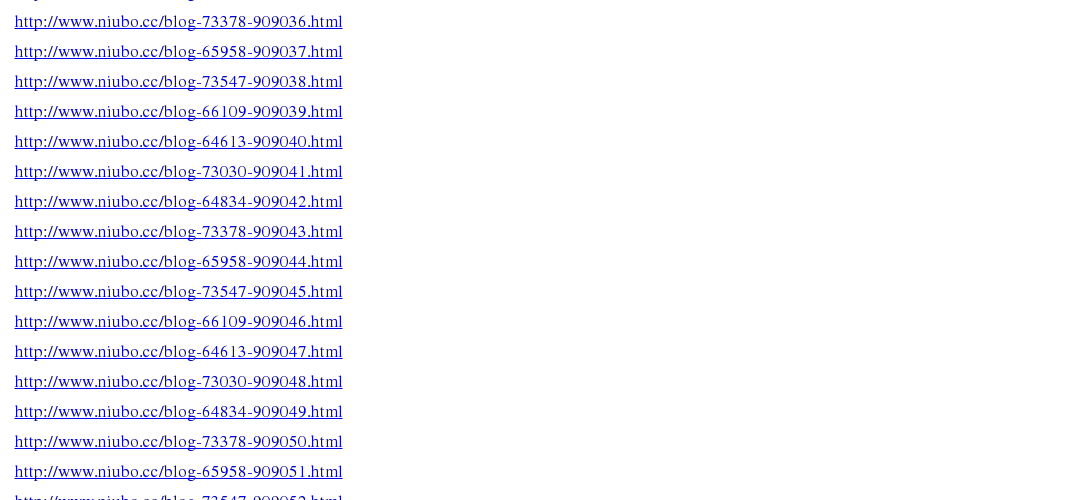 http://www.niubo.cc/blog-73378-909036.html
http://www.niubo.cc/blog-65958-909037.html
http://www.niubo.cc/blog-73547-909038.html
http://www.niubo.cc/blog-66109-909039.html
http://www.niubo.cc/blog-64613-909040.html
http://www.niubo.cc/blog-73030-909041.html
http://www.niubo.cc/blog-64834-909042.html
http://www.niubo.cc/blog-73378-909043.html
http://www.niubo.cc/blog-65958-909044.html
http://www.niubo.cc/blog-73547-909045.html
http://www.niubo.cc/blog-66109-909046.html
http://www.niubo.cc/blog-64613-909047.html
http://www.niubo.cc/blog-73030-909048.html
http://www.niubo.cc/blog-64834-909049.html
http://www.niubo.cc/blog-73378-909050.html
http://www.niubo.cc/blog-65958-909051.html